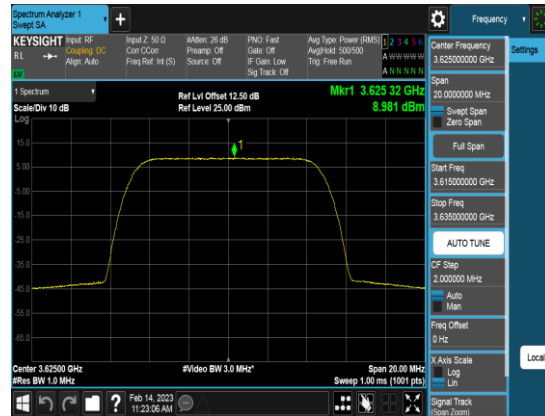 Spectrum Analyzer 1
Swept SA
+
Frequency
KEYSIGHT
RL
Input: RF
Coupling: DC
Align: Auto
Input Z: 50 Ω
Corr CCorr
Freq Ref: Int (S)
#Atten: 26 dB
Preamp: Off
Source: Off
PNO: Fast
Gate: Off
IF Gain: Low
Sig Track: Off
Avg Type: Power (RMS)
Avg|Hold: 500/500
Trig: Free Run
1 2 3 4 5 6
A W W W W W
A N N N N N
1 Spectrum
Scale/Div 10 dB
Ref Lvl Offset 12.50 dB
Ref Level 25.00 dBm
Mkr1 3.625 32 GHz
8.981 dBm
Log
15.0
5.00
-5.00
-15.0
-25.0
-35.0
-45.0
-55.0
-65.0
1
Center 3.62500 GHz
#Res BW 1.0 MHz
#Video BW 3.0 MHz*
Span 20.00 MHz
Sweep 1.00 ms (1001 pts)
Feb 14, 2023
11:23:06 AM
Center Frequency
3.625000000 GHz
Settings
Span
20.0000000 MHz
Swept Span
Zero Span
Full Span
Start Freq
3.615000000 GHz
Stop Freq
3.635000000 GHz
AUTO TUNE
CF Step
2.000000 MHz
Auto
Man
Freq Offset
0 Hz
X Axis Scale
Log
Lin
Local
Signal Track
(Span Zoom)